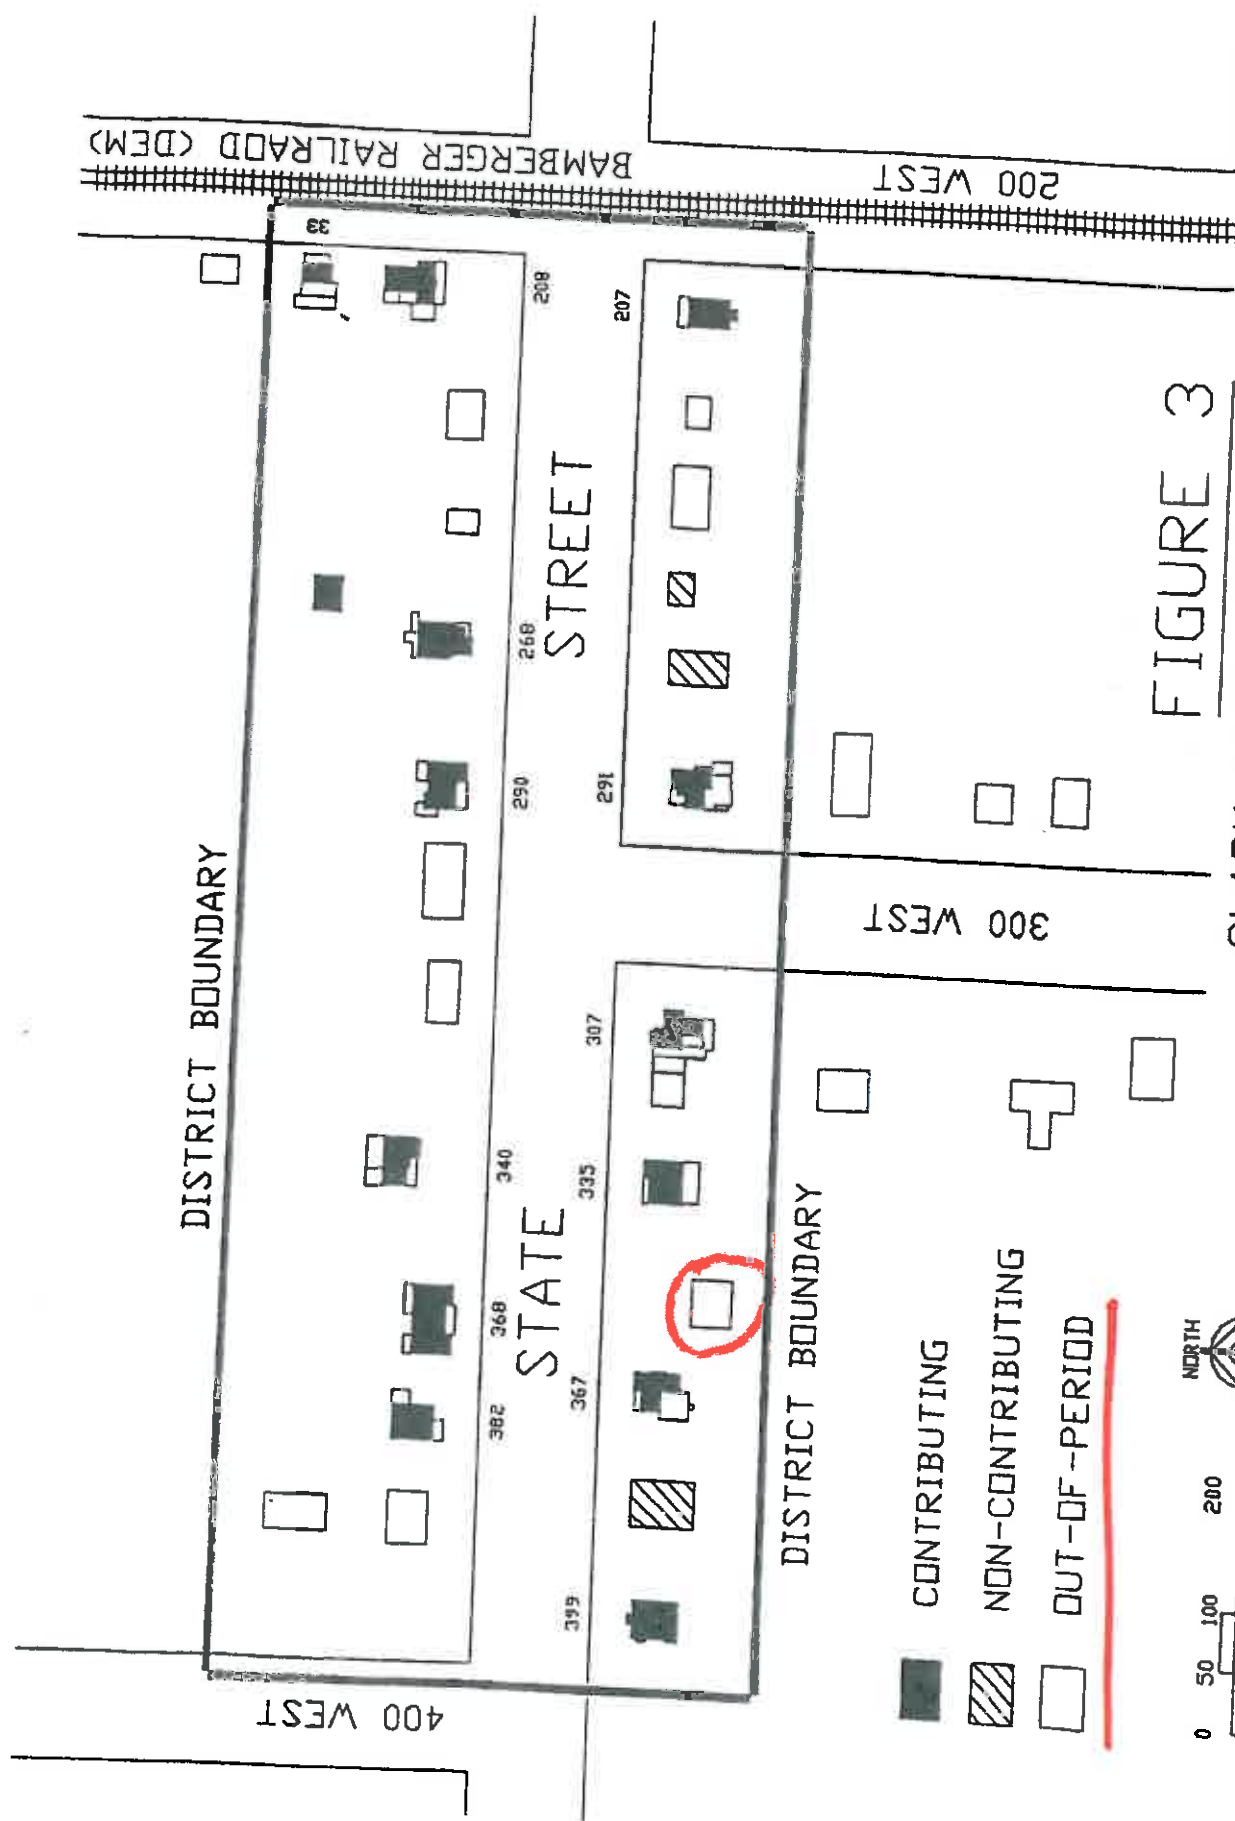 BAMBERGER RAILRAOD (DEM)
200 WEST
33
208
207
STREET
268
290
291
DISTRICT BOUNDARY
300 WEST
307
340
335
STATE
368
367
382
399
400 WEST
DISTRICT BOUNDARY
FIGURE 3
CONTRIBUTING
NON-CONTRIBUTING
OUT-OF-PERIOD
NORTH
0 50 100 200